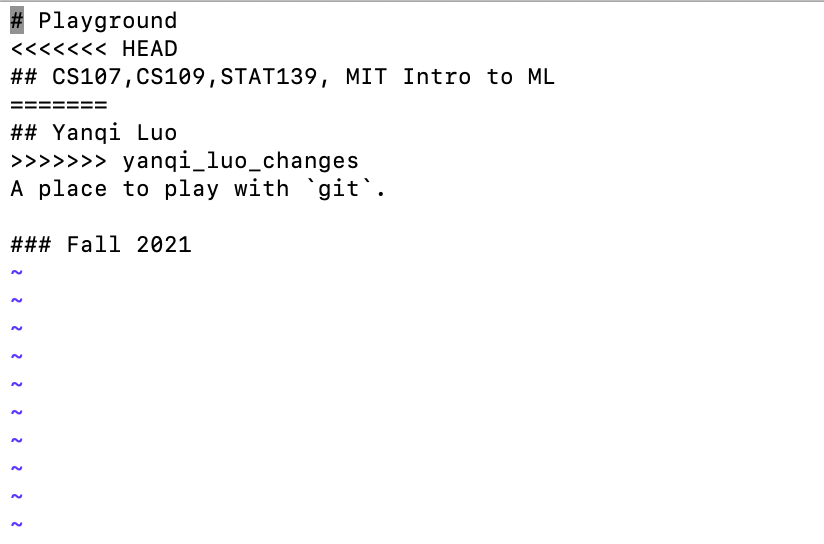 # Playground
<<<<<<< HEAD
## CS107,CS109,STAT139, MIT Intro to ML
=======
## Yanqi Luo
>>>>>>> yanqi_luo_changes
A place to play with `git`.

### Fall 2021
~
~
~
~
~
~
~
~
~
~